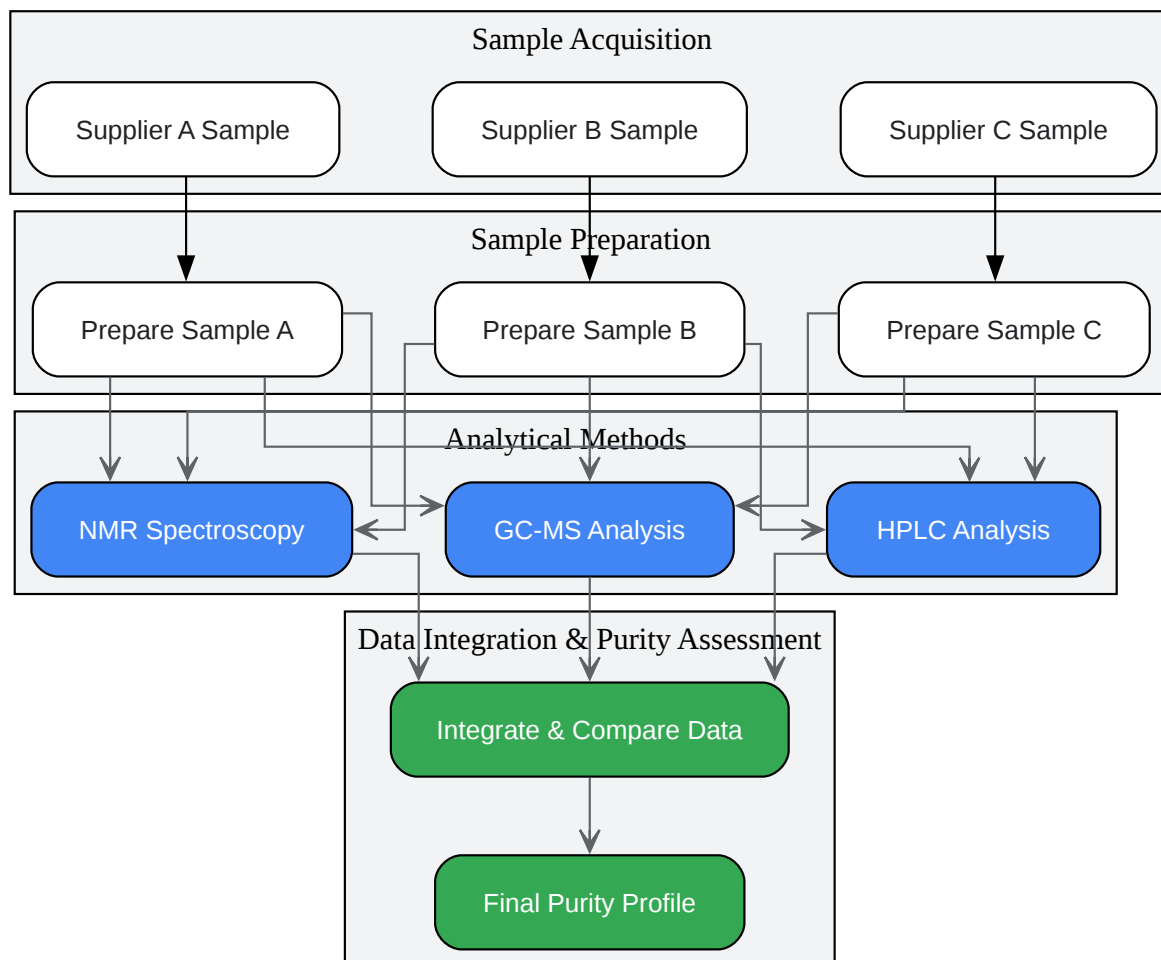 Sample Acquisition
Supplier A Sample
Supplier B Sample
Supplier C Sample
Sample Preparation
Prepare Sample A
Prepare Sample B
Prepare Sample C
Analytical Methods
NMR Spectroscopy
GC-MS Analysis
HPLC Analysis
Data Integration & Purity Assessment
Integrate & Compare Data
Final Purity Profile